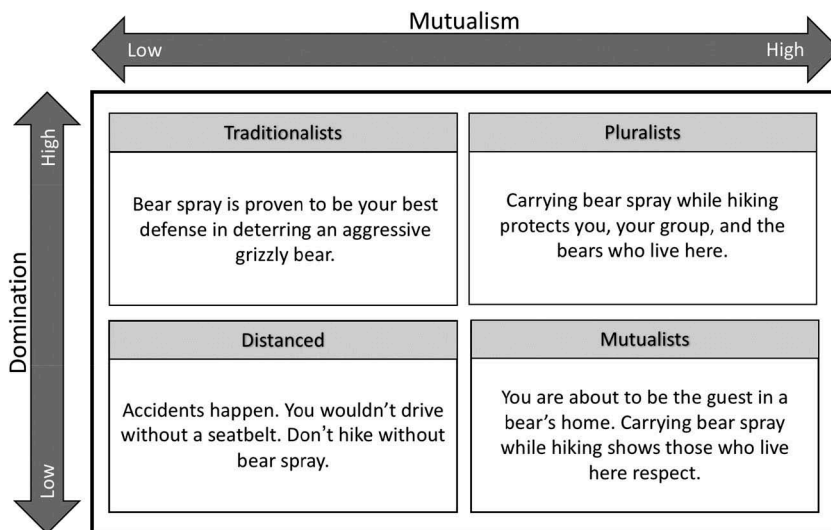 Mutualism
Low
High
Domination
High
Low
Traditionalists
Bear spray is proven to be your best
defense in deterring an aggressive
grizzly bear.
Pluralists
Carrying bear spray while hiking
protects you, your group, and the
bears who live here.
Distanced
Accidents happen. You wouldn’t drive
without a seatbelt. Don’t hike without
bear spray.
Mutualists
You are about to be the guest in a
bear’s home. Carrying bear spray
while hiking shows those who live
here respect.